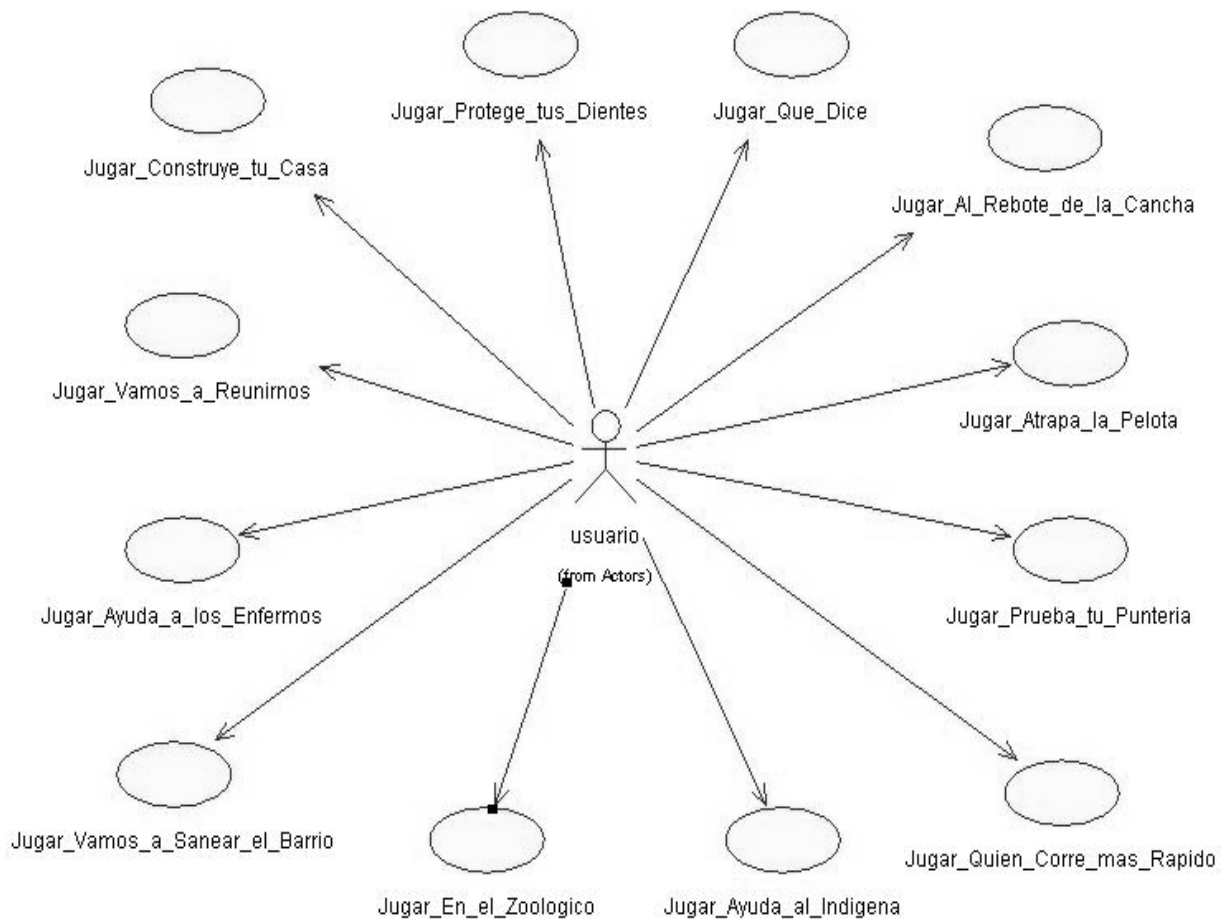 Jugar_Protege_tus_Dientes
Jugar_Que_Dice
Jugar_Construye_tu_Casa
Jugar_Al_Rebote_de_la_Cancha
Jugar_Vamos_a_Reunirnos
Jugar_Atrapa_la_Pelota
usuario
(from Actors)
Jugar_Ayuda_a_los_Enfermos
Jugar_Prueba_tu_Punteria
Jugar_Vamos_a_Sanear_el_Barrio
Jugar_Quien_Corre_mas_Rapido
Jugar_En_el_Zoologico
Jugar_Ayuda_al_Indigena